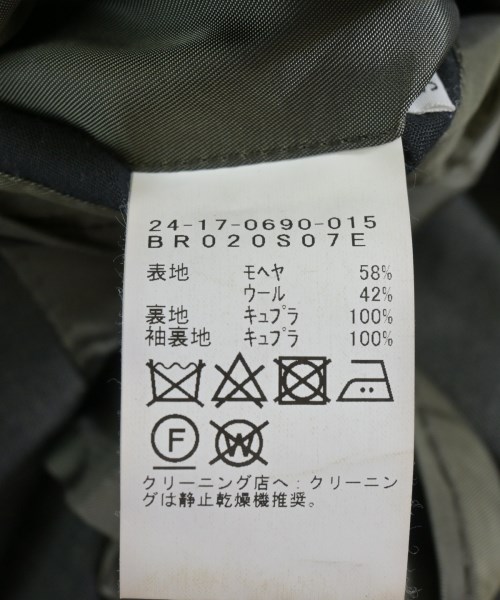 24-17-0690-015
BR020S07E
表地 モヘヤ 58%
ウール 42%
裏地 キュプラ 100%
袖裏地 キュプラ 100%
F W
クリーニング店へ:クリーニン
グは静止乾燥機推奨。